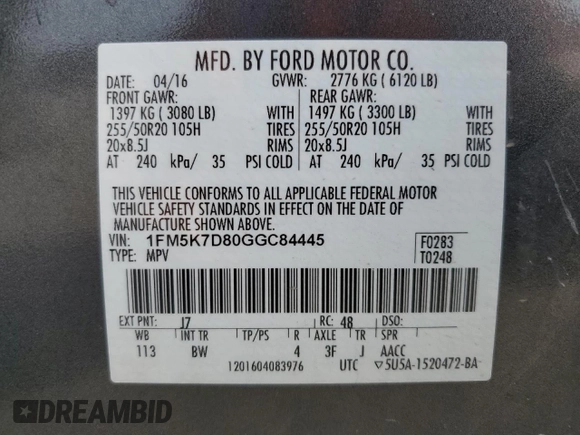 MFD. BY FORD MOTOR CO.
DATE: 04/16 GVWR: 2776 KG ( 6120 LB)
FRONT GAWR: REAR GAWR:
1397 KG ( 3080 LB) WITH 1497 KG ( 3300 LB) WITH
255/50R20 105H TIRES 255/50R20 105H TIRES
20x8.5J RIMS 20x8.5J RIMS
AT 240 kPa/ 35 PSI COLD AT 240 kPa/ 35 PSI COLD
THIS VEHICLE CONFORMS TO ALL APPLICABLE FEDERAL MOTOR
VEHICLE SAFETY STANDARDS IN EFFECT ON THE DATE OF
MANUFACTURE SHOWN ABOVE.
VIN: 1FM5K7D80GGC84445 F0283
TYPE: MPV T0248
EXT PNT: J7 RC: 48 DSO:
WB INT TR TP/PS R AXLE TR SPR
113 BW 4 3F J AACC
1201604083976 UTC ▽5U5A-1520472-BA
DREAMBID